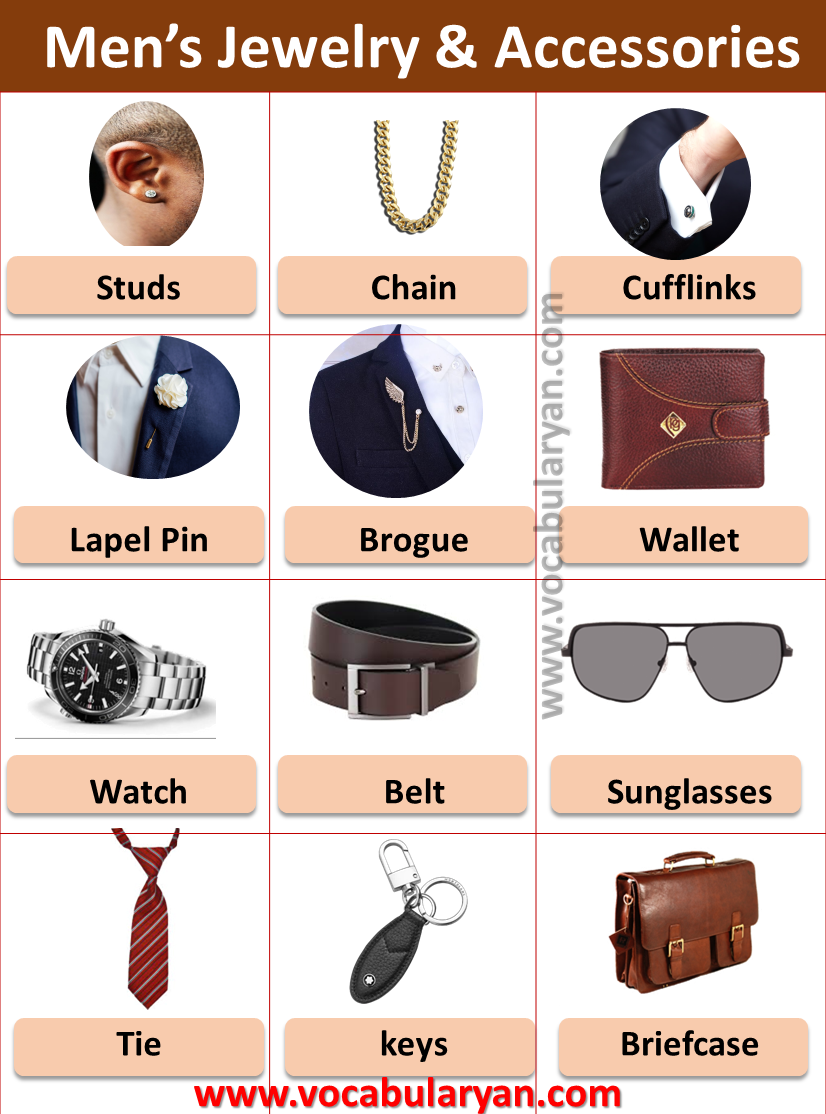 Men's Jewelry & Accessories
Studs
Chain
Cufflinks
Lapel Pin
Brogue
Wallet
www.vocabularyan.com
Watch
Belt
Sunglasses
Tie
keys
Briefcase
www.vocabularyan.com